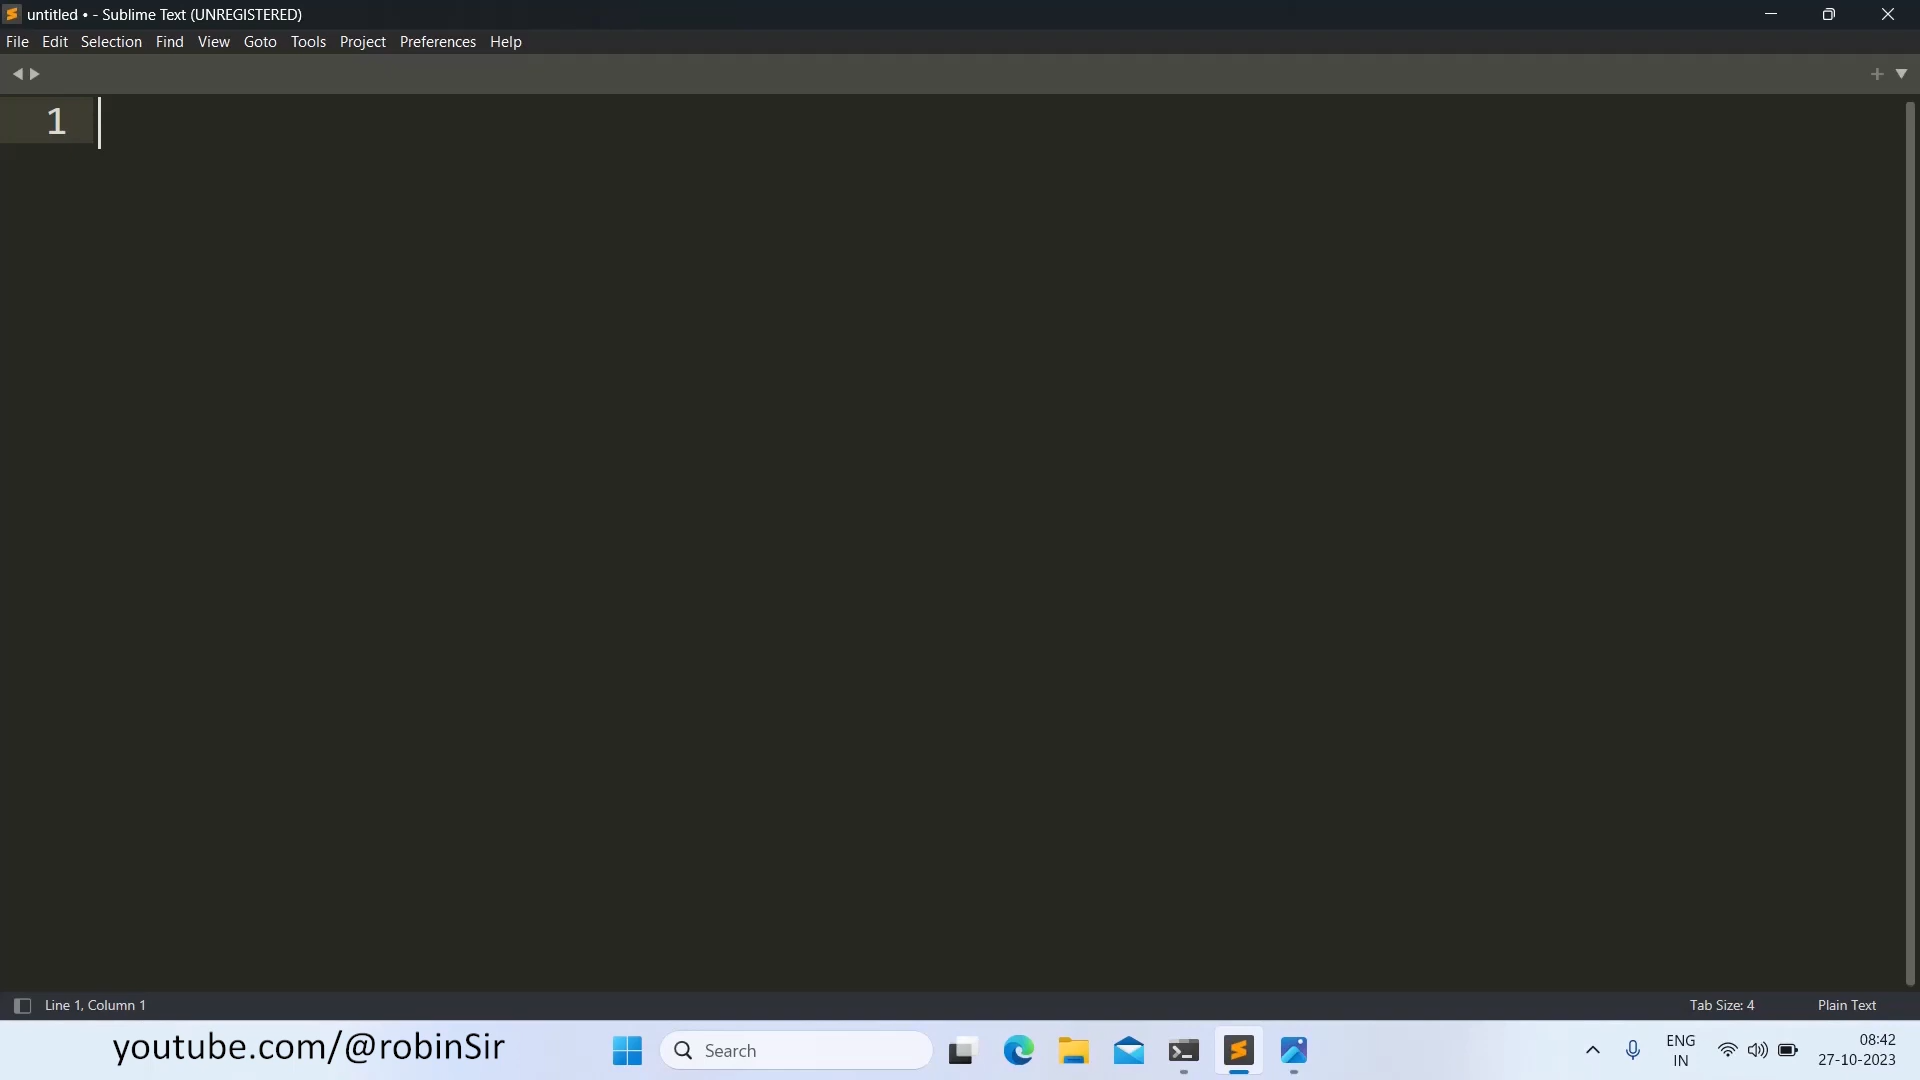 untitled • - Sublime Text (UNREGISTERED)
File Edit Selection Find View Goto Tools Project Preferences Help
1
Line 1, Column 1
Tab Size: 4
Plain Text
youtube.com/@robinSir
Search
ENG
IN
08:42
27-10-2023